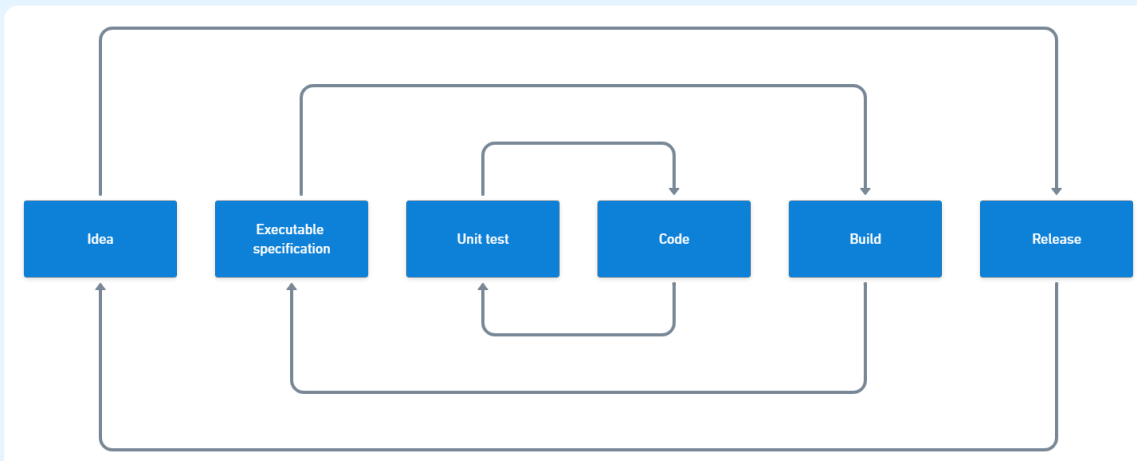 Idea
Executable
specification
Unit test
Code
Build
Release